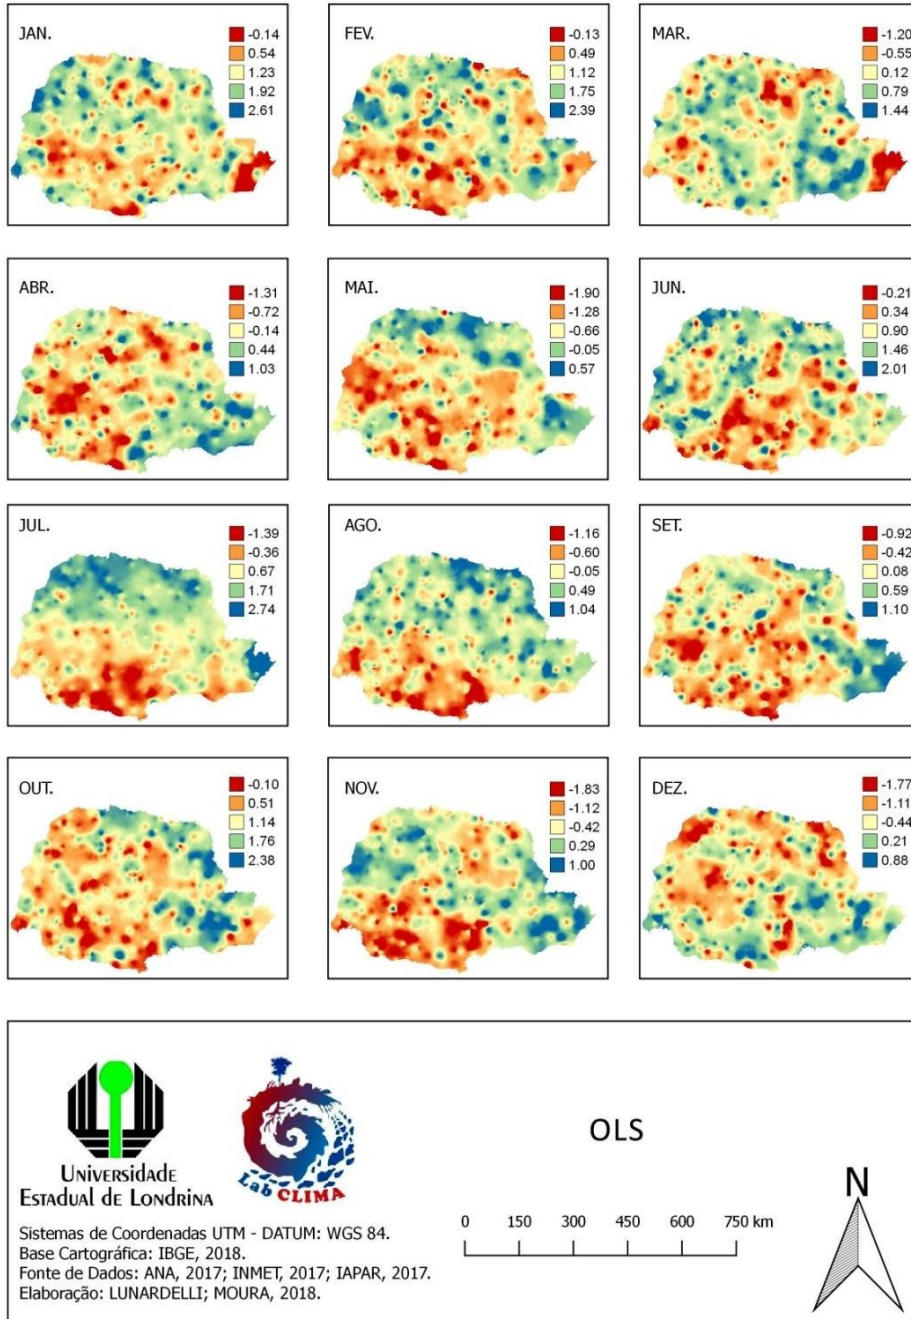 JAN.
-0.14
0.54
1.23
1.92
2.61
FEV.
-0.13
0.49
1.12
1.75
2.39
MAR.
-1.20
-0.55
0.12
0.79
1.44
ABR.
-1.31
-0.72
-0.14
0.44
1.03
MAI.
-1.90
-1.28
-0.66
-0.05
0.57
JUN.
-0.21
0.34
0.90
1.46
2.01
JUL.
-1.39
-0.36
0.67
1.71
2.74
AGO.
-1.16
-0.60
-0.05
0.49
1.04
SET.
-0.92
-0.42
0.08
0.59
1.10
OUT.
-0.10
0.51
1.14
1.76
2.38
NOV.
-1.83
-1.12
-0.42
0.29
1.00
DEZ.
-1.77
-1.11
-0.44
0.21
0.88
UNIVERSIDADE
ESTADUAL DE LONDRINA
Lab CLIMA
OLS
N
0 150 300 450 600 750 km
Sistemas de Coordenadas UTM - DATUM: WGS 84.
Base Cartográfica: IBGE, 2018.
Fonte de Dados: ANA, 2017; INMET, 2017; IAPAR, 2017.
Elaboração: LUNARDELLI; MOURA, 2018.